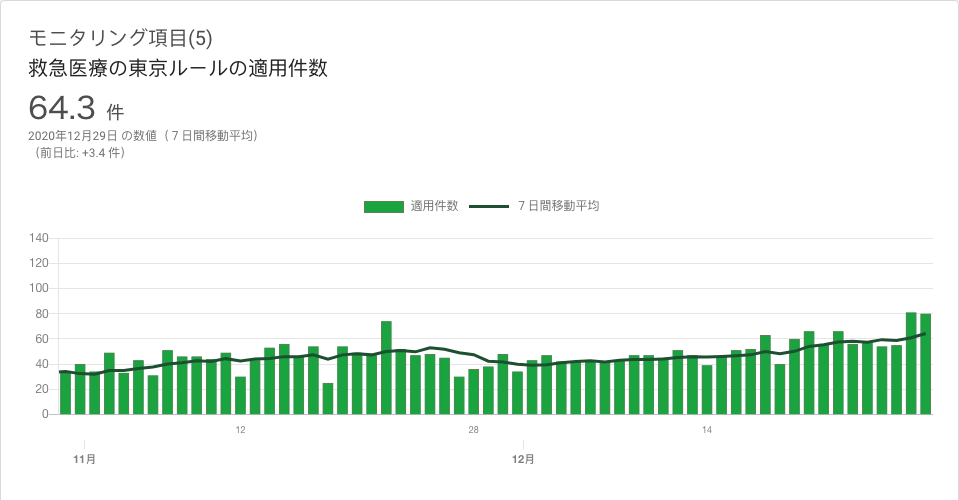 モニタリング項目(5)
救急医療の東京ルールの適用件数
64.3 件
2020年12月29日 の数値（７日間移動平均）
（前日比: +3.4 件）
適用件数 ７日間移動平均
140
120
100
80
60
40
20
0
12 28 14
11月 12月